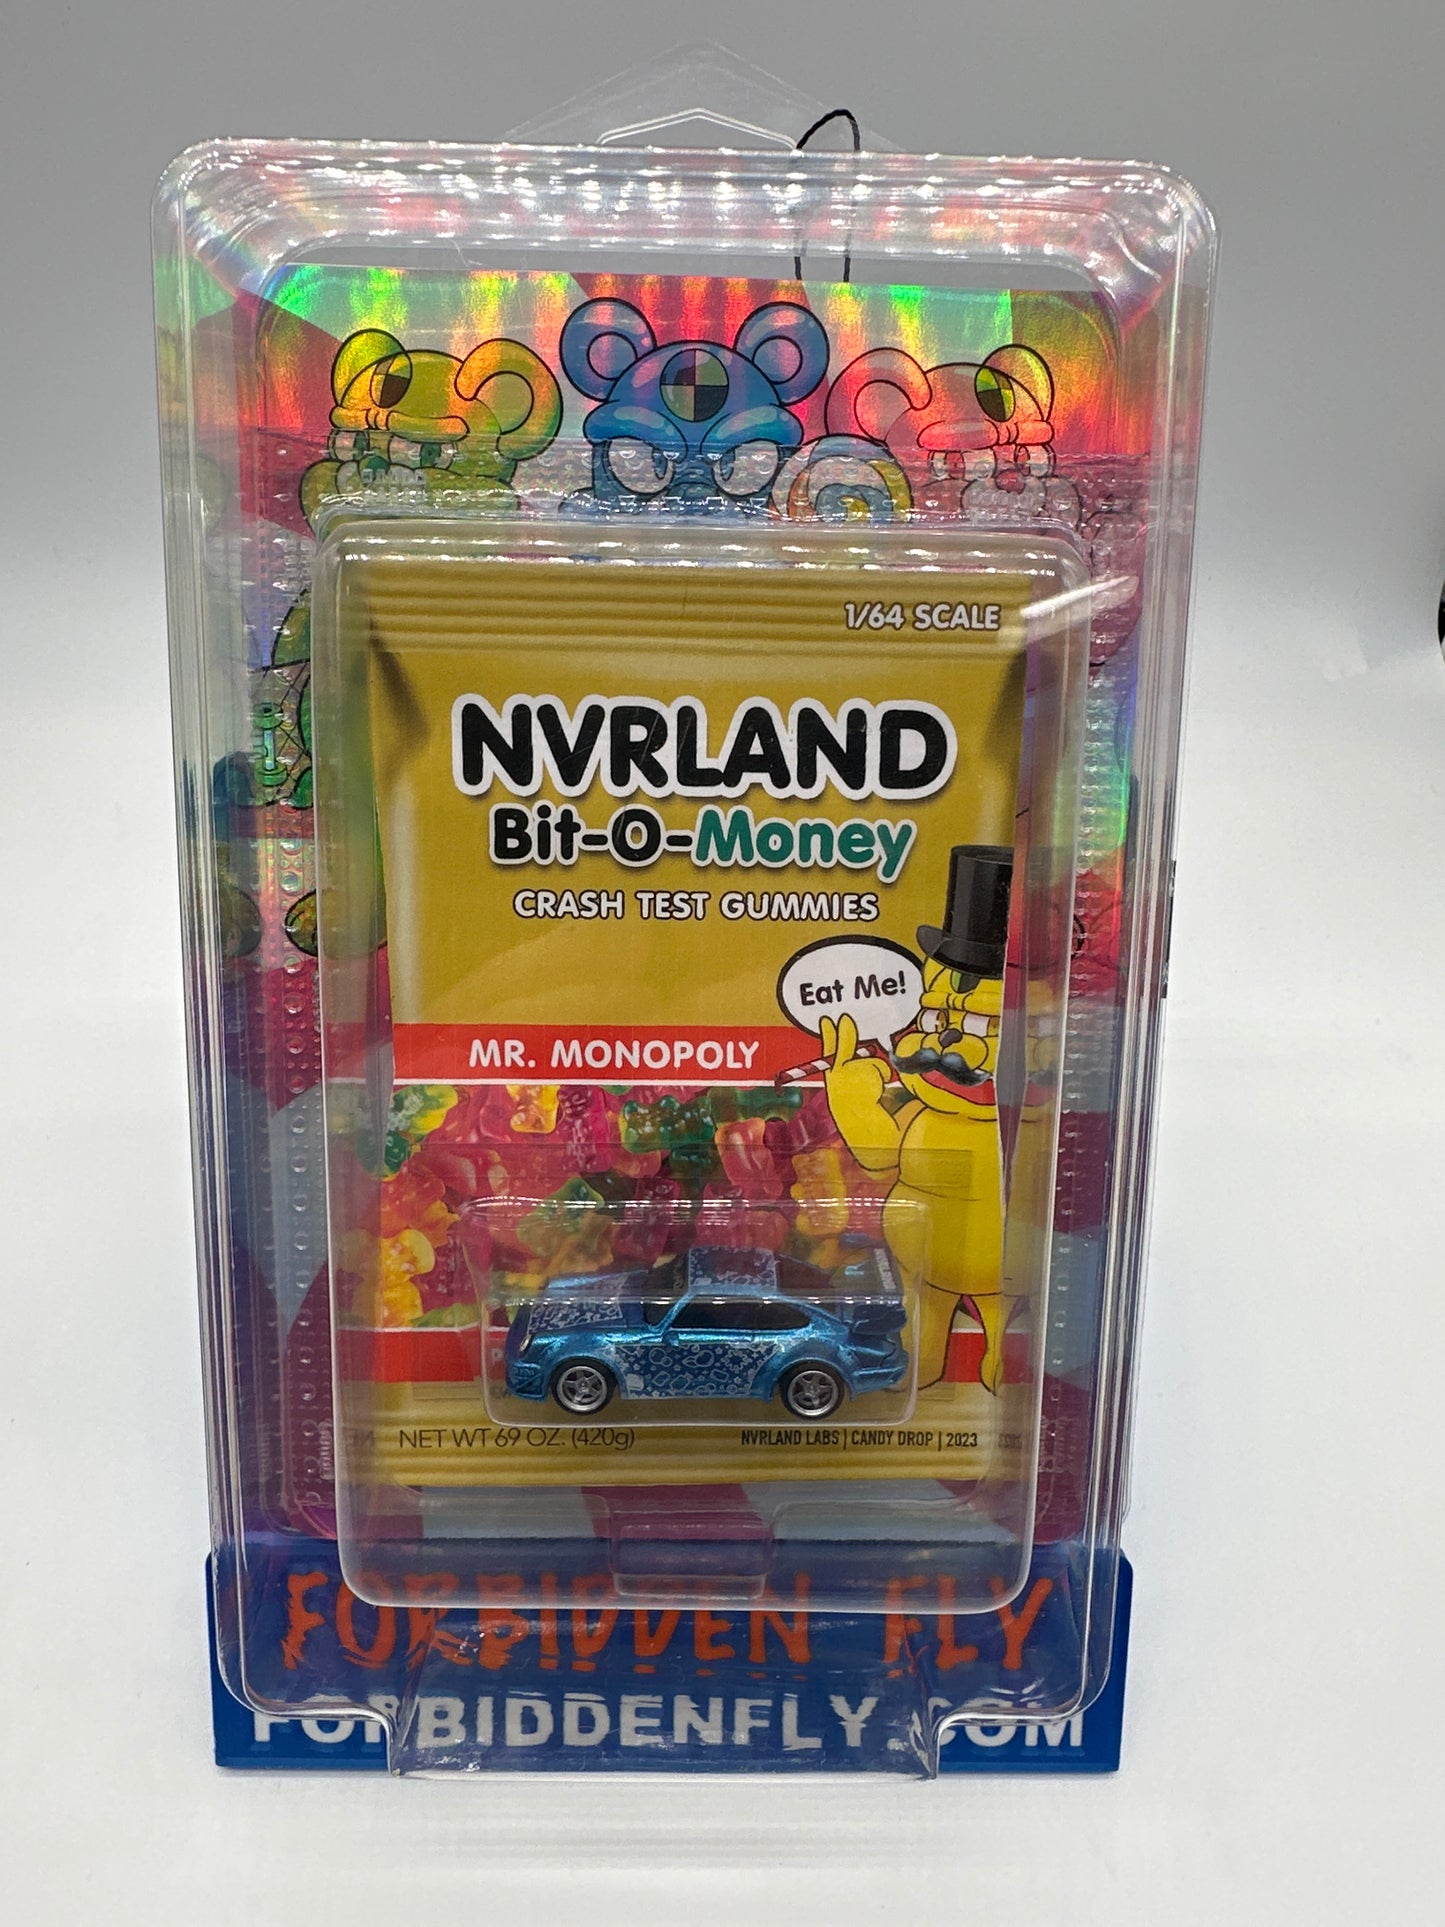 1/64 SCALE
NVRLAND
Bit-O-Money
CRASH TEST GUMMIES
Eat Me!
MR. MONOPOLY
NET WT 69 OZ. (420g)
NVRLAND LABS | CANDY DROP | 2023
FORBIDDEN FLY
FORBIDDENFLY.COM